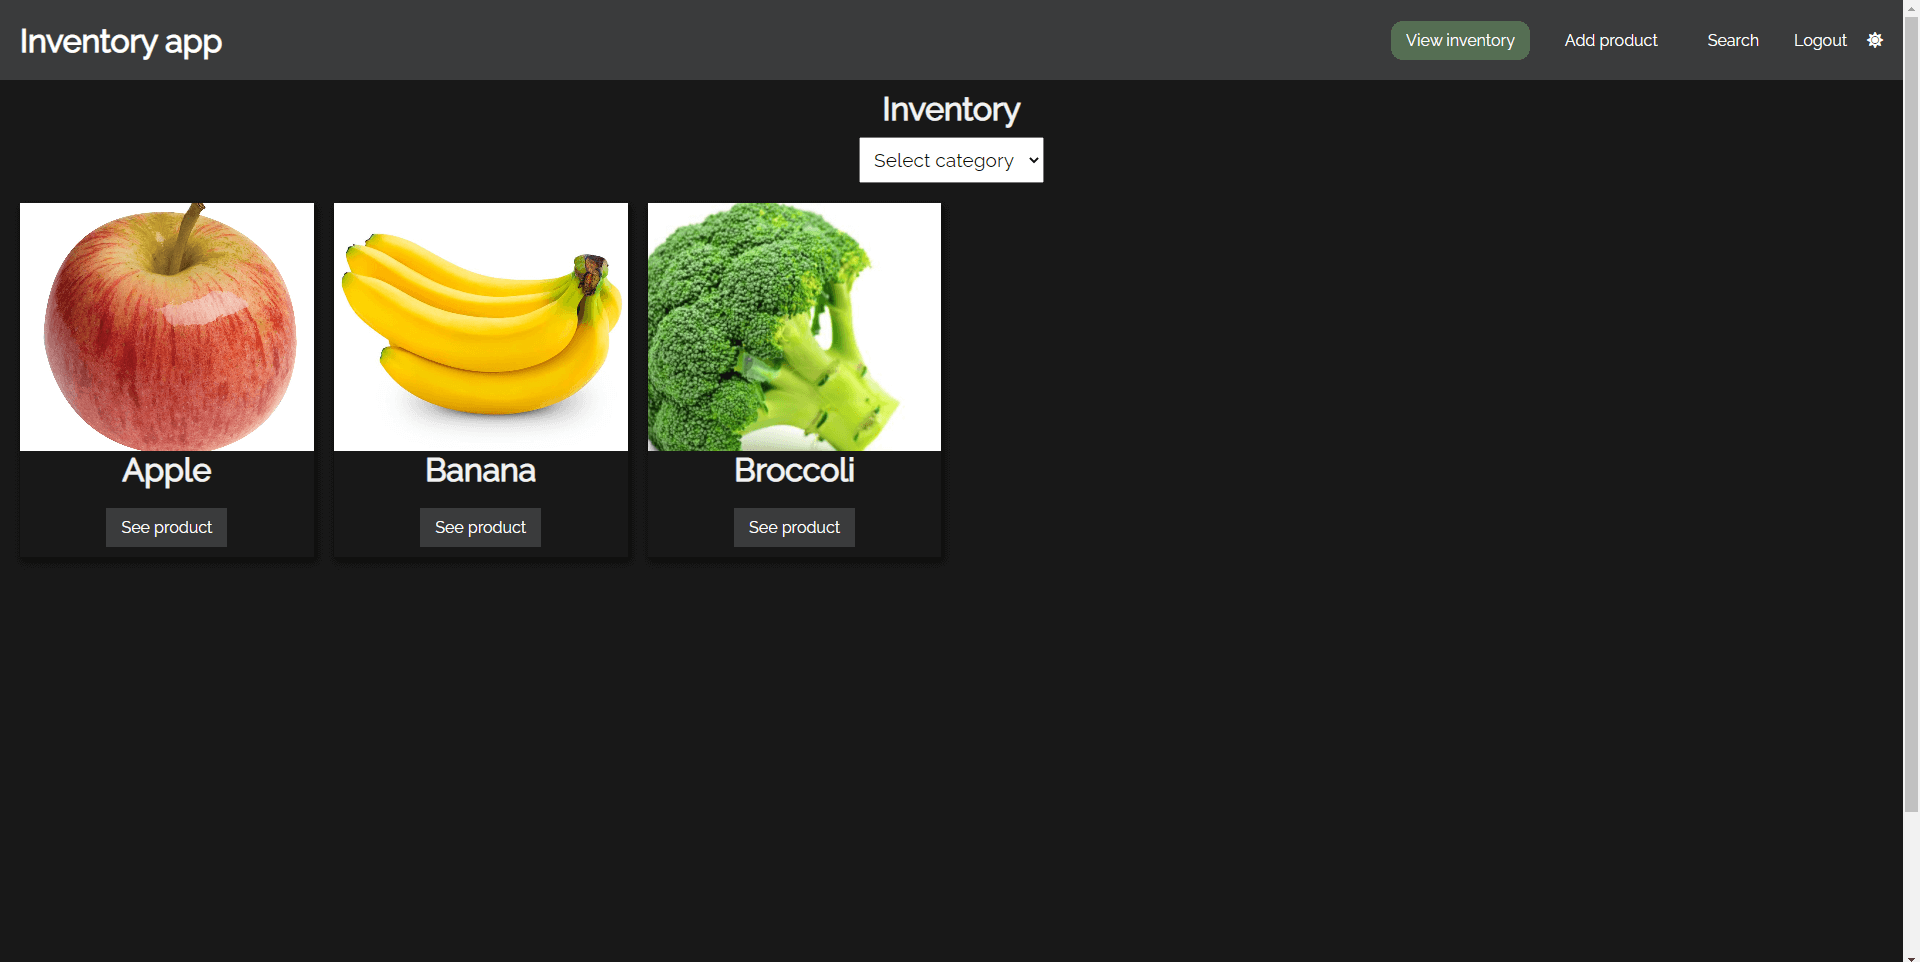 Inventory app
View inventory
Add product
Search
Logout
Inventory
Select category
Apple
Banana
Broccoli
See product
See product
See product